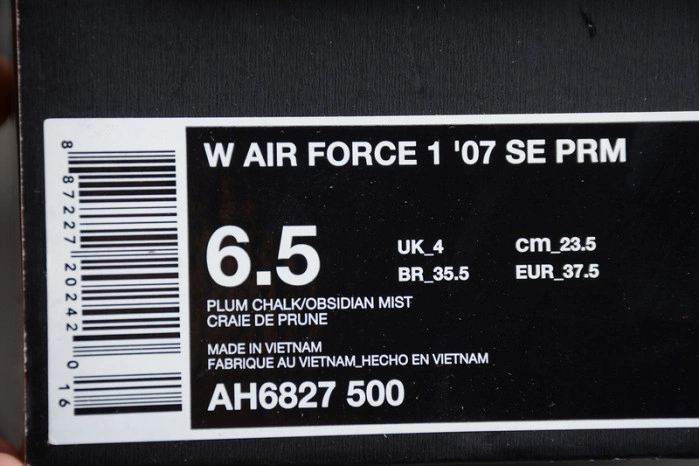 W AIR FORCE 1 '07 SE PRM
6.5
UK_4
cm_23.5
BR_35.5
EUR_37.5
PLUM CHALK/OBSIDIAN MIST
CRAIE DE PRUNE
MADE IN VIETNAM
FABRIQUE AU VIETNAM_HECHO EN VIETNAM
AH6827 500
8 87227 20242 0 16